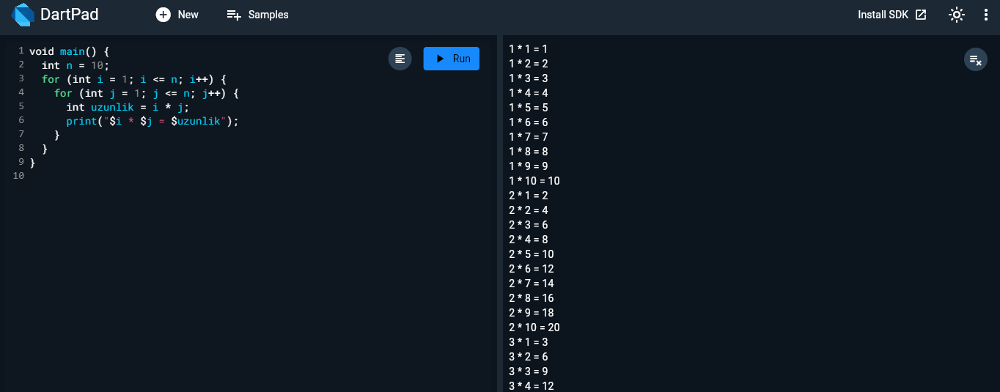 DartPad New Samples Install SDK
1 void main() {
2 int n = 10;
3 for (int i = 1; i <= n; i++) {
4 for (int j = 1; j <= n; j++) {
5 int uzunlik = i * j;
6 print("$i * $j = $uzunlik");
7 }
8 }
9 }
10
Run
1 * 1 = 1
1 * 2 = 2
1 * 3 = 3
1 * 4 = 4
1 * 5 = 5
1 * 6 = 6
1 * 7 = 7
1 * 8 = 8
1 * 9 = 9
1 * 10 = 10
2 * 1 = 2
2 * 2 = 4
2 * 3 = 6
2 * 4 = 8
2 * 5 = 10
2 * 6 = 12
2 * 7 = 14
2 * 8 = 16
2 * 9 = 18
2 * 10 = 20
3 * 1 = 3
3 * 2 = 6
3 * 3 = 9
3 * 4 = 12